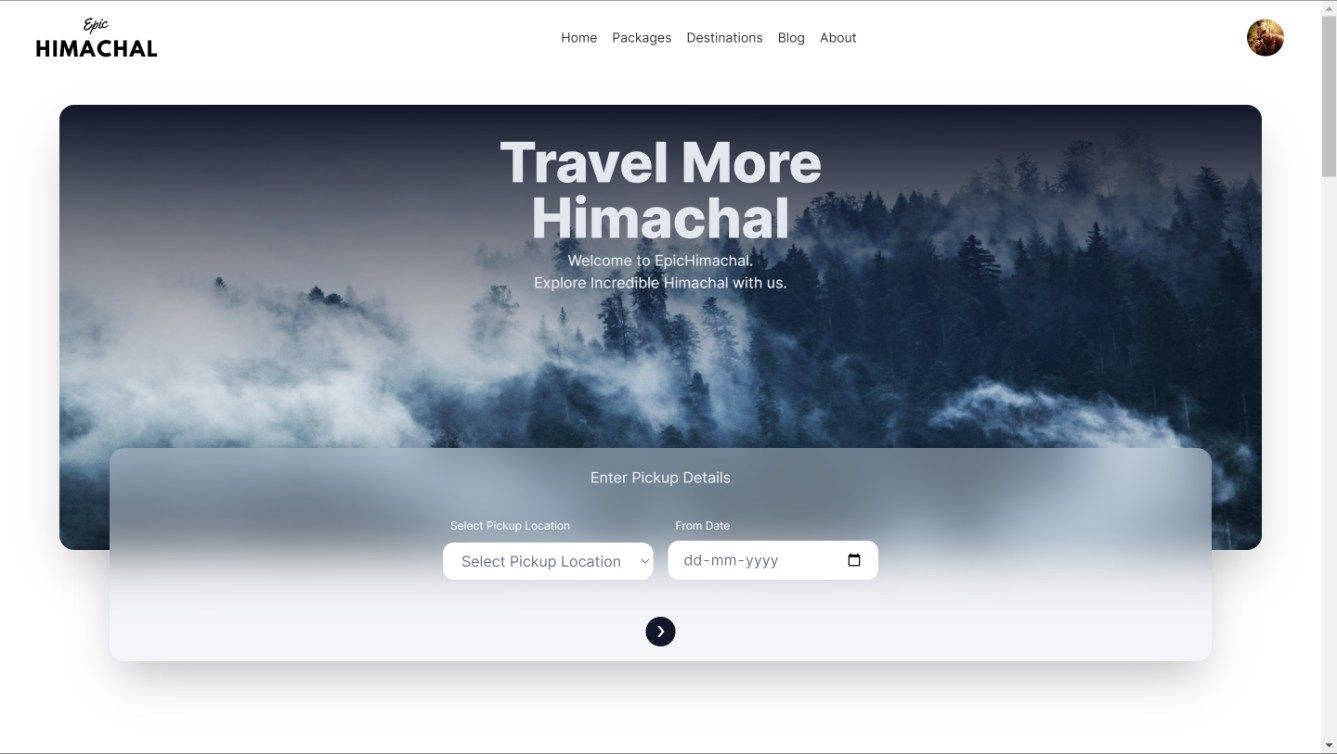 Epic
HIMACHAL
Home Packages Destinations Blog About
Travel More
Himachal
Welcome to EpicHimachal.
Explore Incredible Himachal with us.
Enter Pickup Details
Select Pickup Location From Date
Select Pickup Location dd-mm-yyyy